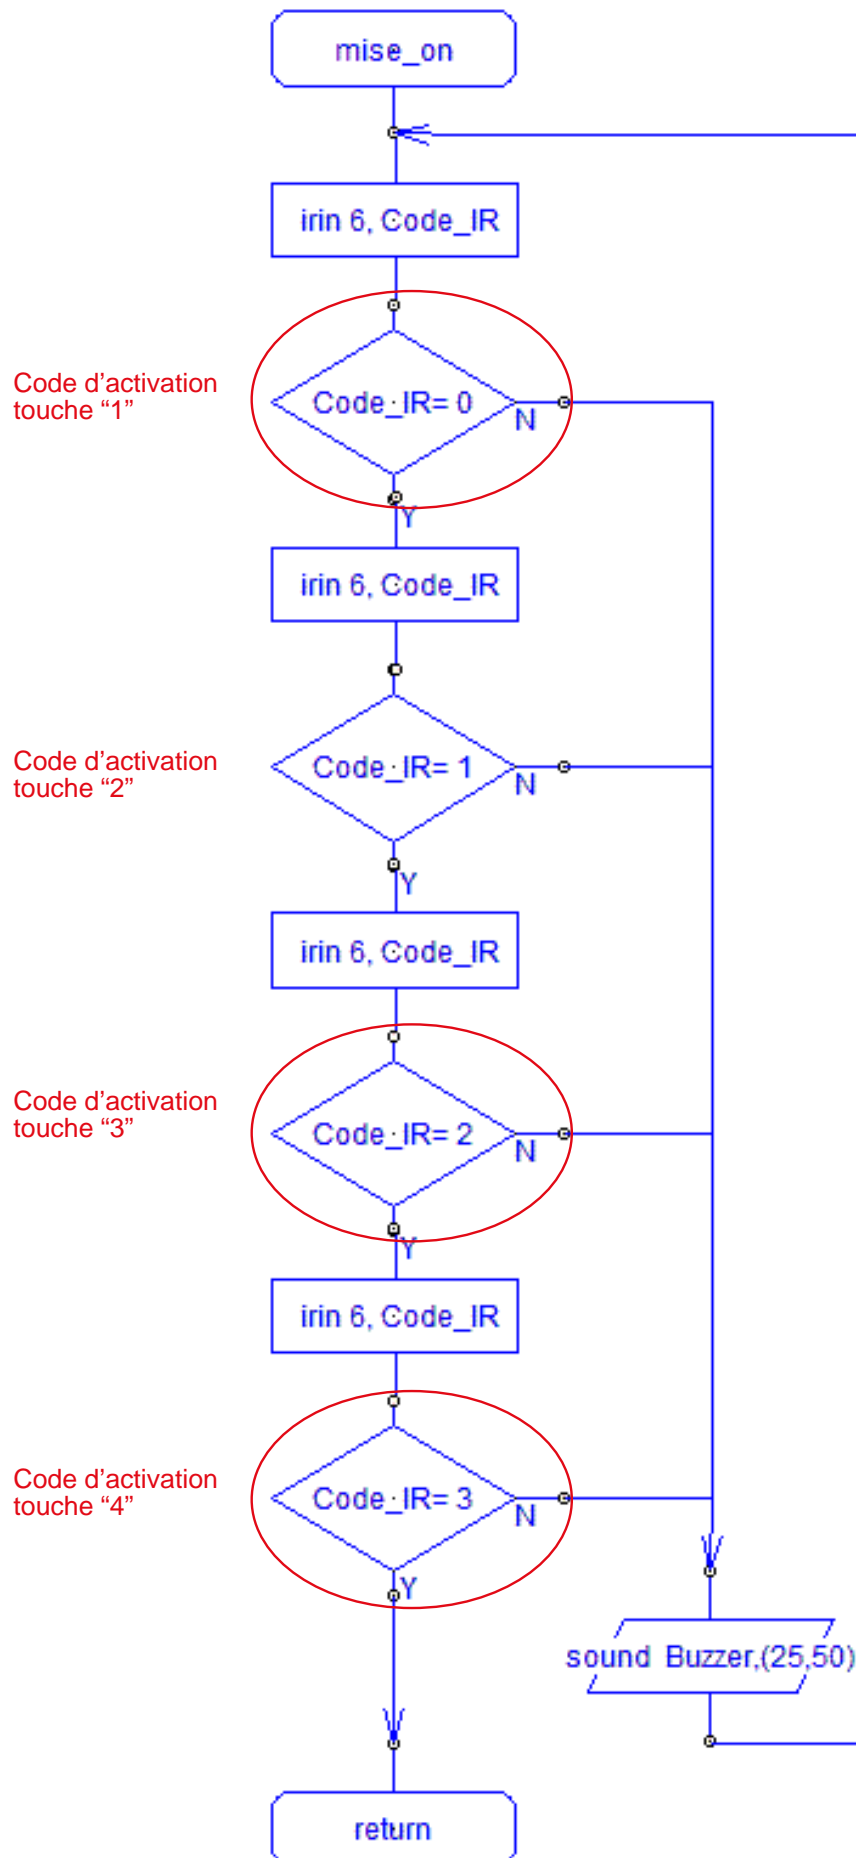 mise_on
irin 6, Code_IR
Code d’activation
touche “1”
Code_IR= 0
N
Y
irin 6, Code_IR
Code d’activation
touche “2”
Code_IR= 1
N
Y
irin 6, Code_IR
Code d’activation
touche “3”
Code_IR= 2
N
Y
irin 6, Code_IR
Code d’activation
touche “4”
Code_IR= 3
N
Y
sound Buzzer,(25,50)
return